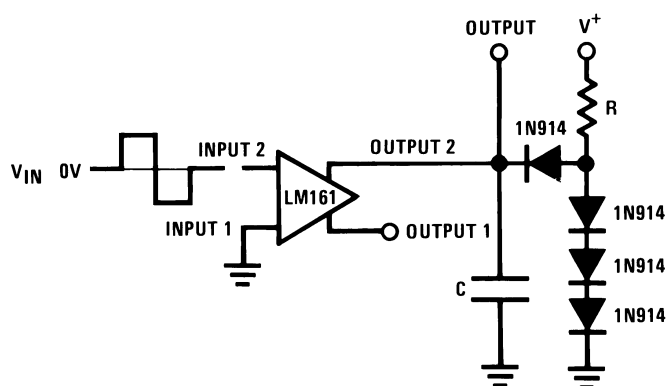 OUTPUT
V+
R
1N914
INPUT 2
OUTPUT 2
VIN 0V
LM161
1N914
INPUT 1
OUTPUT 1
1N914
C
1N914